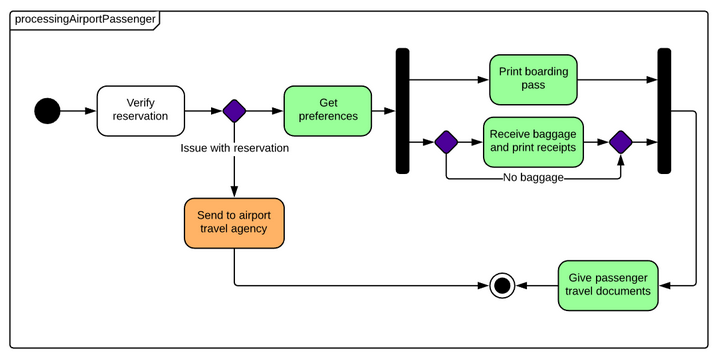 processingAirportPassenger
Verify
reservation
Get
preferences
Print boarding
pass
Receive baggage
and print receipts
Issue with reservation
No baggage
Send to airport
travel agency
Give passenger
travel documents